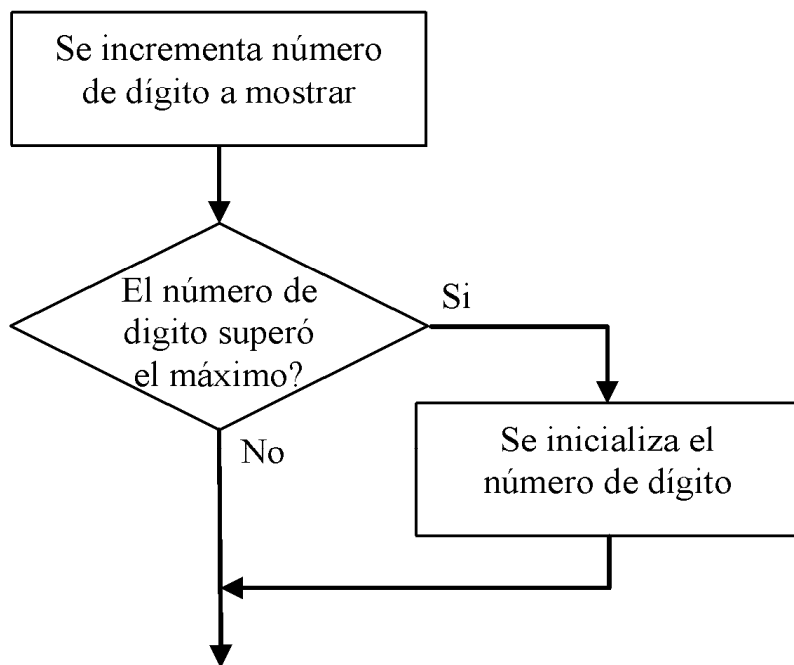 Se incrementa número
de dígito a mostrar
El número de
digito superó
el máximo?
Si
No
Se inicializa el
número de dígito